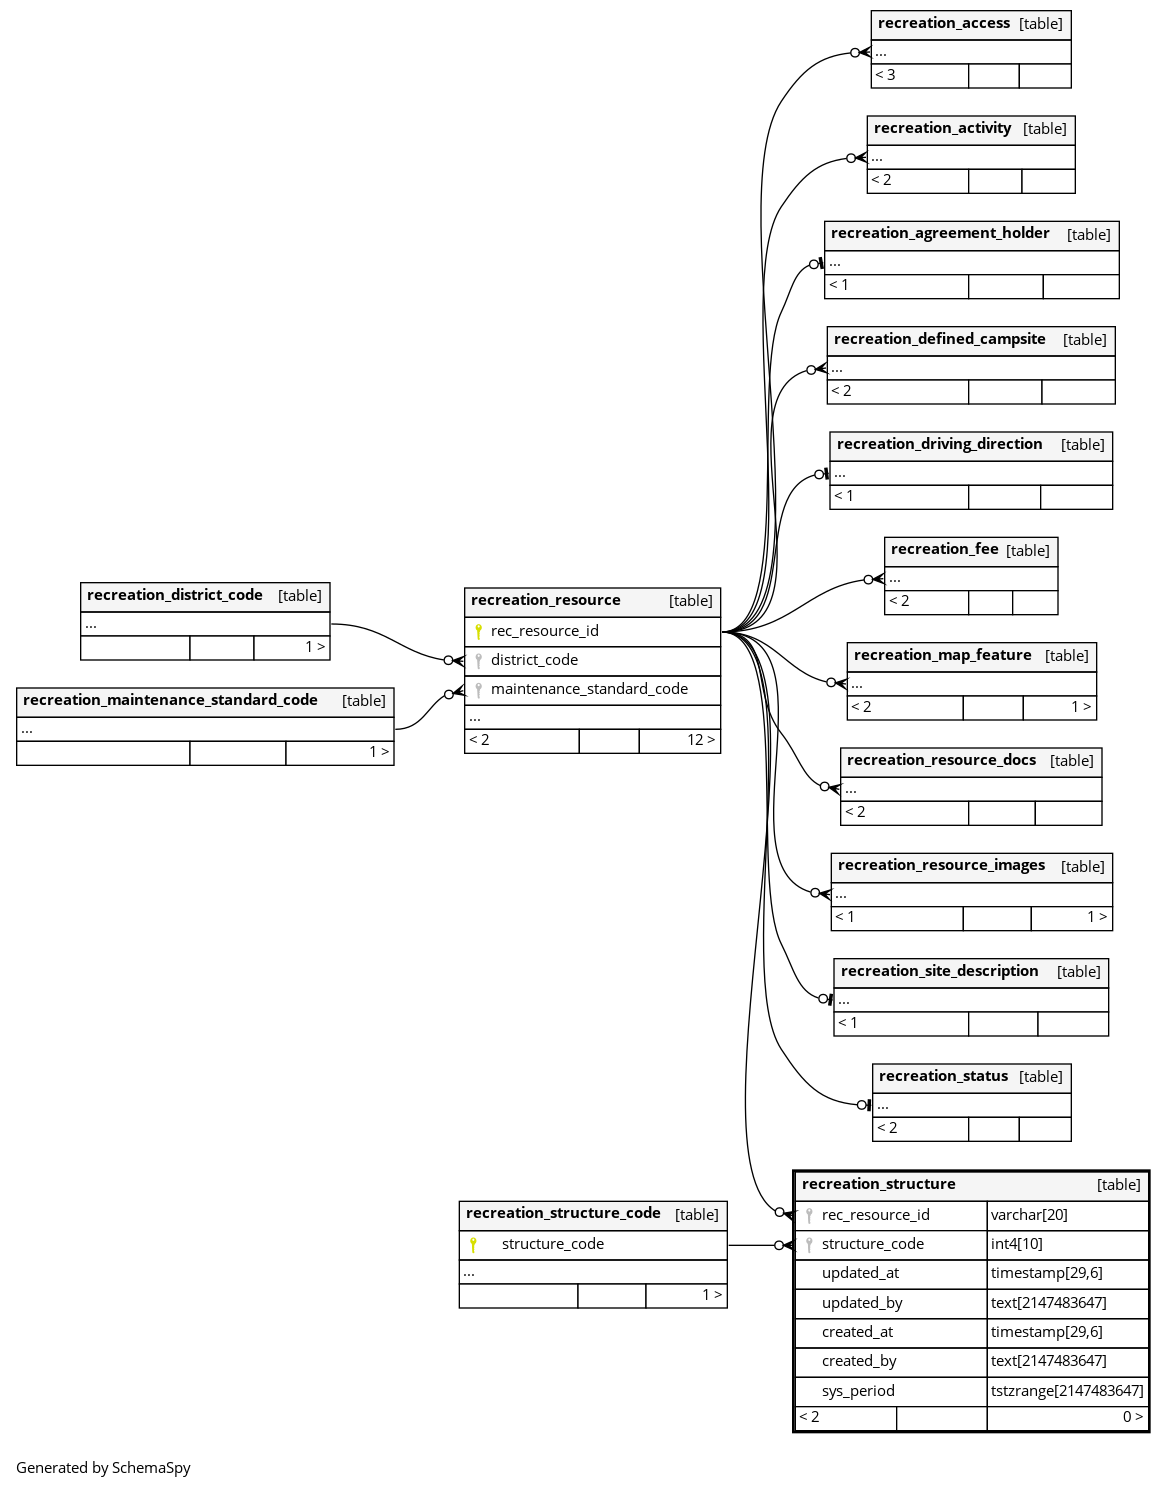 recreation_access [table]
...
< 3
recreation_activity [table]
...
< 2
recreation_agreement_holder [table]
...
< 1
recreation_defined_campsite [table]
...
< 2
recreation_driving_direction [table]
...
< 1
recreation_fee [table]
...
< 2
recreation_district_code [table]
...
1 >
recreation_maintenance_standard_code [table]
...
1 >
recreation_resource [table]
rec_resource_id
district_code
maintenance_standard_code
...
< 2 12 >
recreation_map_feature [table]
...
< 2 1 >
recreation_resource_docs [table]
...
< 2
recreation_resource_images [table]
...
< 1 1 >
recreation_site_description [table]
...
< 1
recreation_status [table]
...
< 2
recreation_structure_code [table]
structure_code
...
1 >
recreation_structure [table]
rec_resource_id varchar[20]
structure_code int4[10]
updated_at timestamp[29,6]
updated_by text[2147483647]
created_at timestamp[29,6]
created_by text[2147483647]
sys_period tstzrange[2147483647]
< 2 0 >
Generated by SchemaSpy